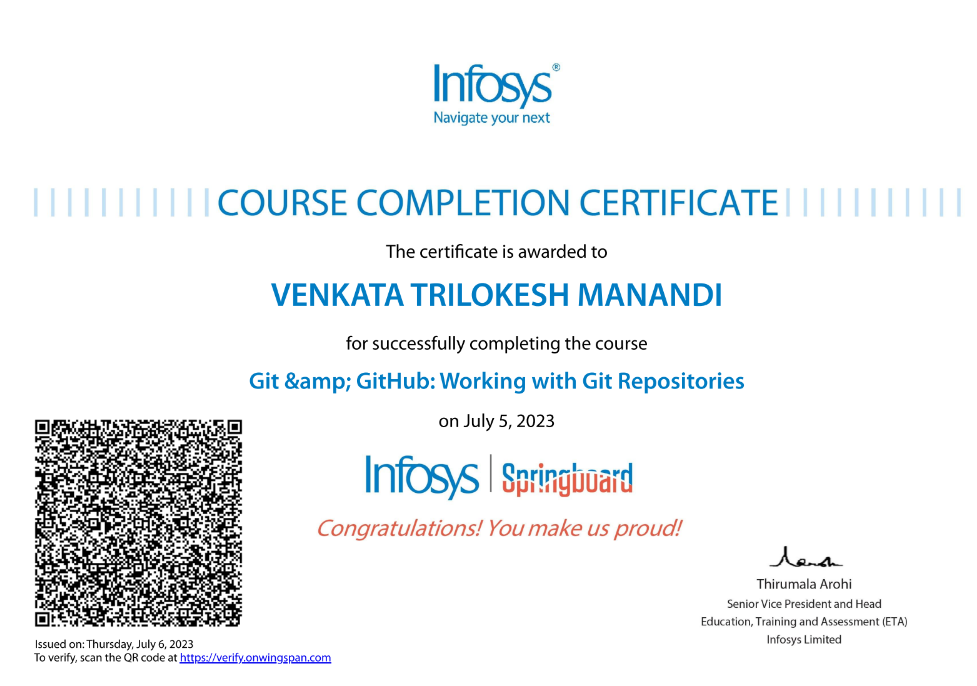 Infosys®
Navigate your next
COURSE COMPLETION CERTIFICATE
The certificate is awarded to
VENKATA TRILOKESH MANANDI
for successfully completing the course
Git &amp; GitHub: Working with Git Repositories
on July 5, 2023
Infosys | Springboard
Congratulations! You make us proud!
Thirumala Arohi
Senior Vice President and Head
Education, Training and Assessment (ETA)
Infosys Limited
Issued on: Thursday, July 6, 2023
To verify, scan the QR code at https://verify.onwingspan.com